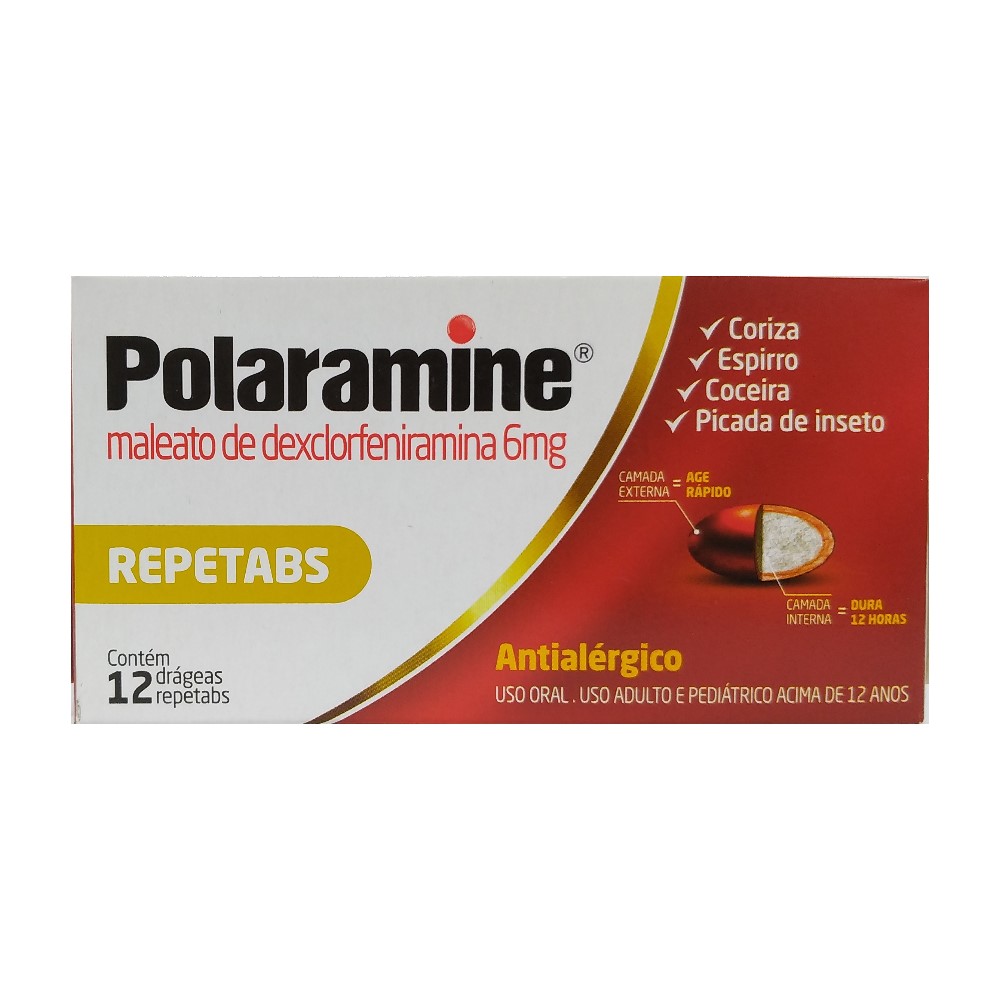 Polaramine®
maleato de dexclorfeniramina 6mg
REPETABS
Contém
12 drágeas
repetabs
✓ Coriza
✓ Espirro
✓ Coceira
✓ Picada de inseto
CAMADA
EXTERNA = AGE
RÁPIDO
CAMADA
INTERNA = DURA
12 HORAS
Antialérgico
USO ORAL . USO ADULTO E PEDIÁTRICO ACIMA DE 12 ANOS